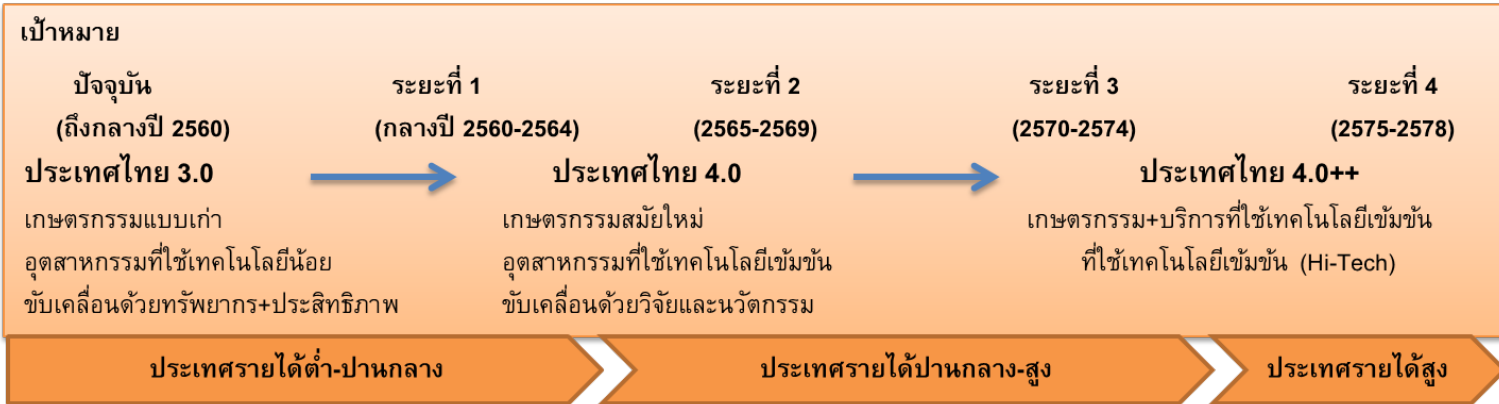 เป้าหมาย
ปัจจุบัน ระยะที่ 1 ระยะที่ 2 ระยะที่ 3 ระยะที่ 4
(ถึงกลางปี 2560) (กลางปี 2560-2564) (2565-2569) (2570-2574) (2575-2578)
ประเทศไทย 3.0 ประเทศไทย 4.0 ประเทศไทย 4.0++
เกษตรกรรมแบบเก่า เกษตรกรรมสมัยใหม่ เกษตรกรรม+บริการที่ใช้เทคโนโลยีเข้มข้น
อุตสาหกรรมที่ใช้เทคโนโลยีน้อย อุตสาหกรรมที่ใช้เทคโนโลยีเข้มข้น ที่ใช้เทคโนโลยีเข้มข้น (Hi-Tech)
ขับเคลื่อนด้วยทรัพยากร+ประสิทธิภาพ ขับเคลื่อนด้วยวิจัยและนวัตกรรม
ประเทศรายได้ต่ำ-ปานกลาง ประเทศรายได้ปานกลาง-สูง ประเทศรายได้สูง